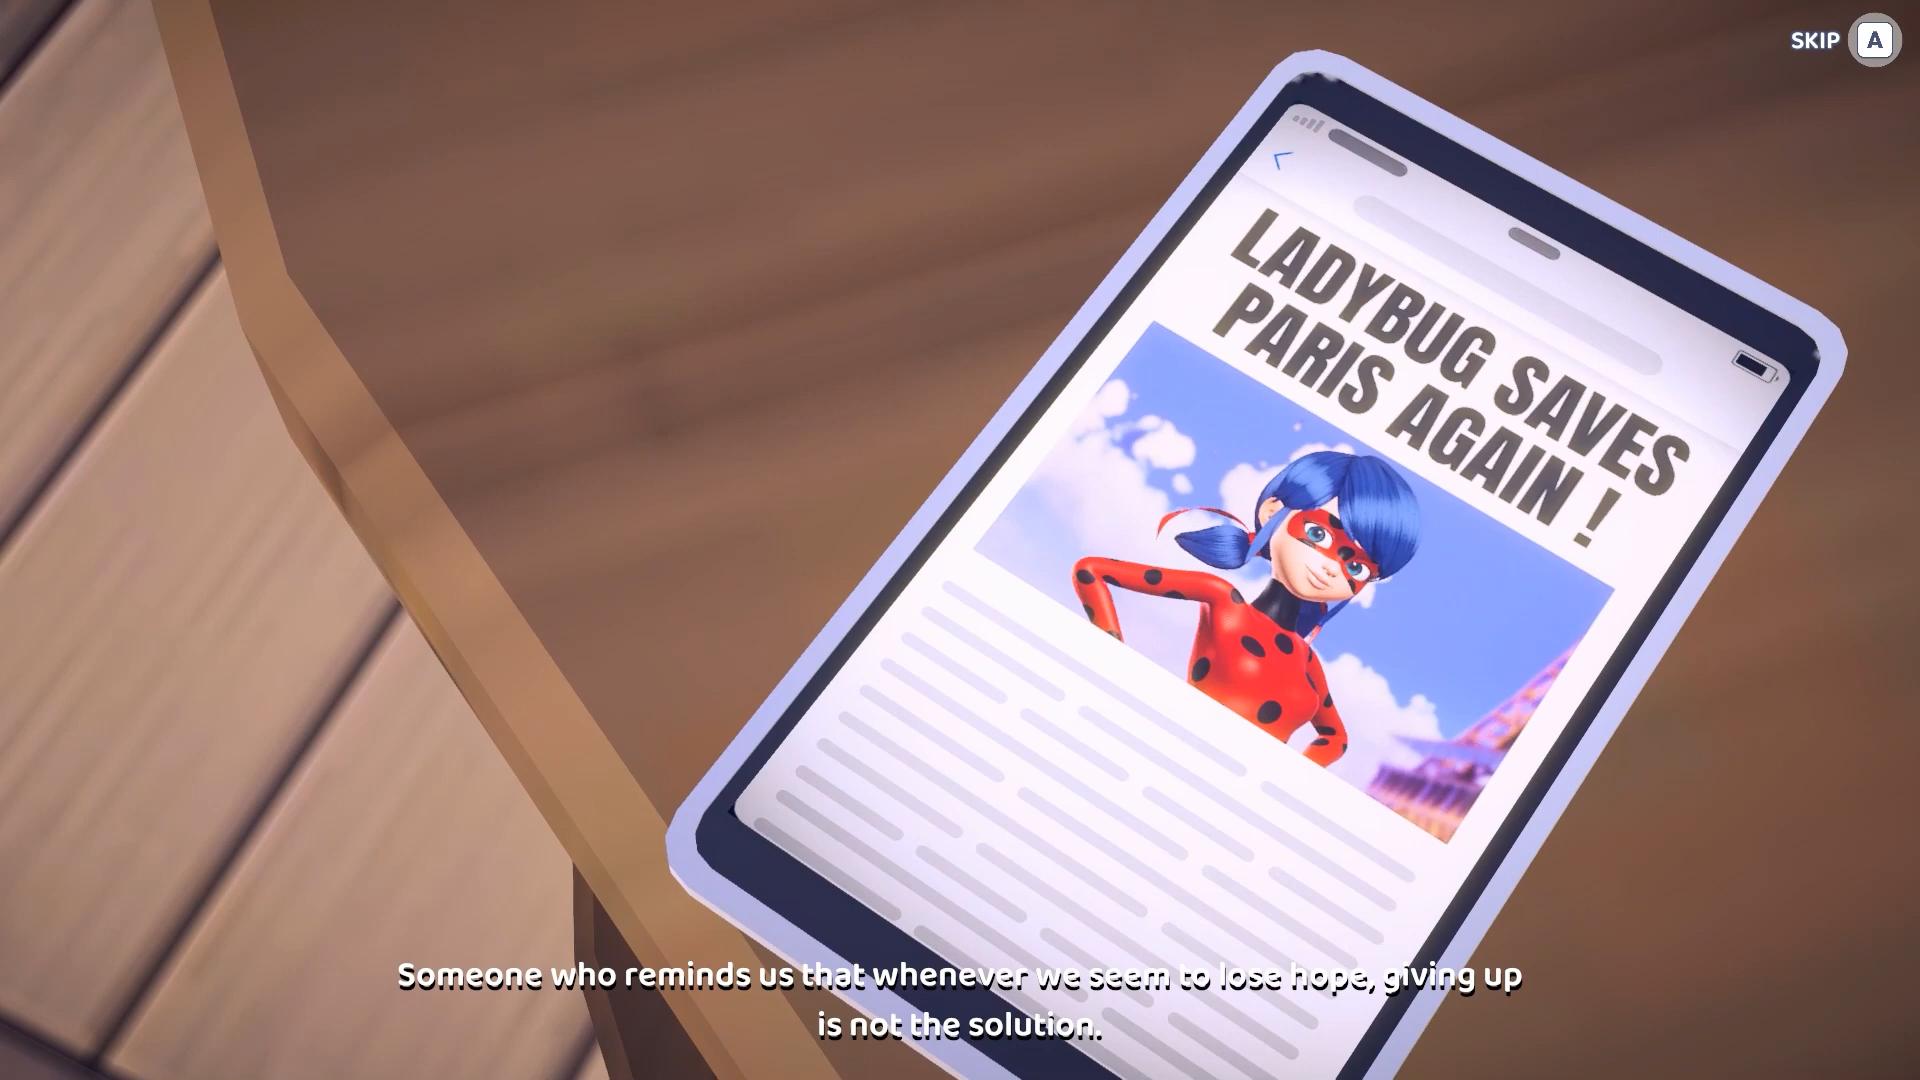 SKIP A
LADYBUG SAVES
PARIS AGAIN !
Someone who reminds us that whenever we seem to lose hope, giving up
is not the solution.